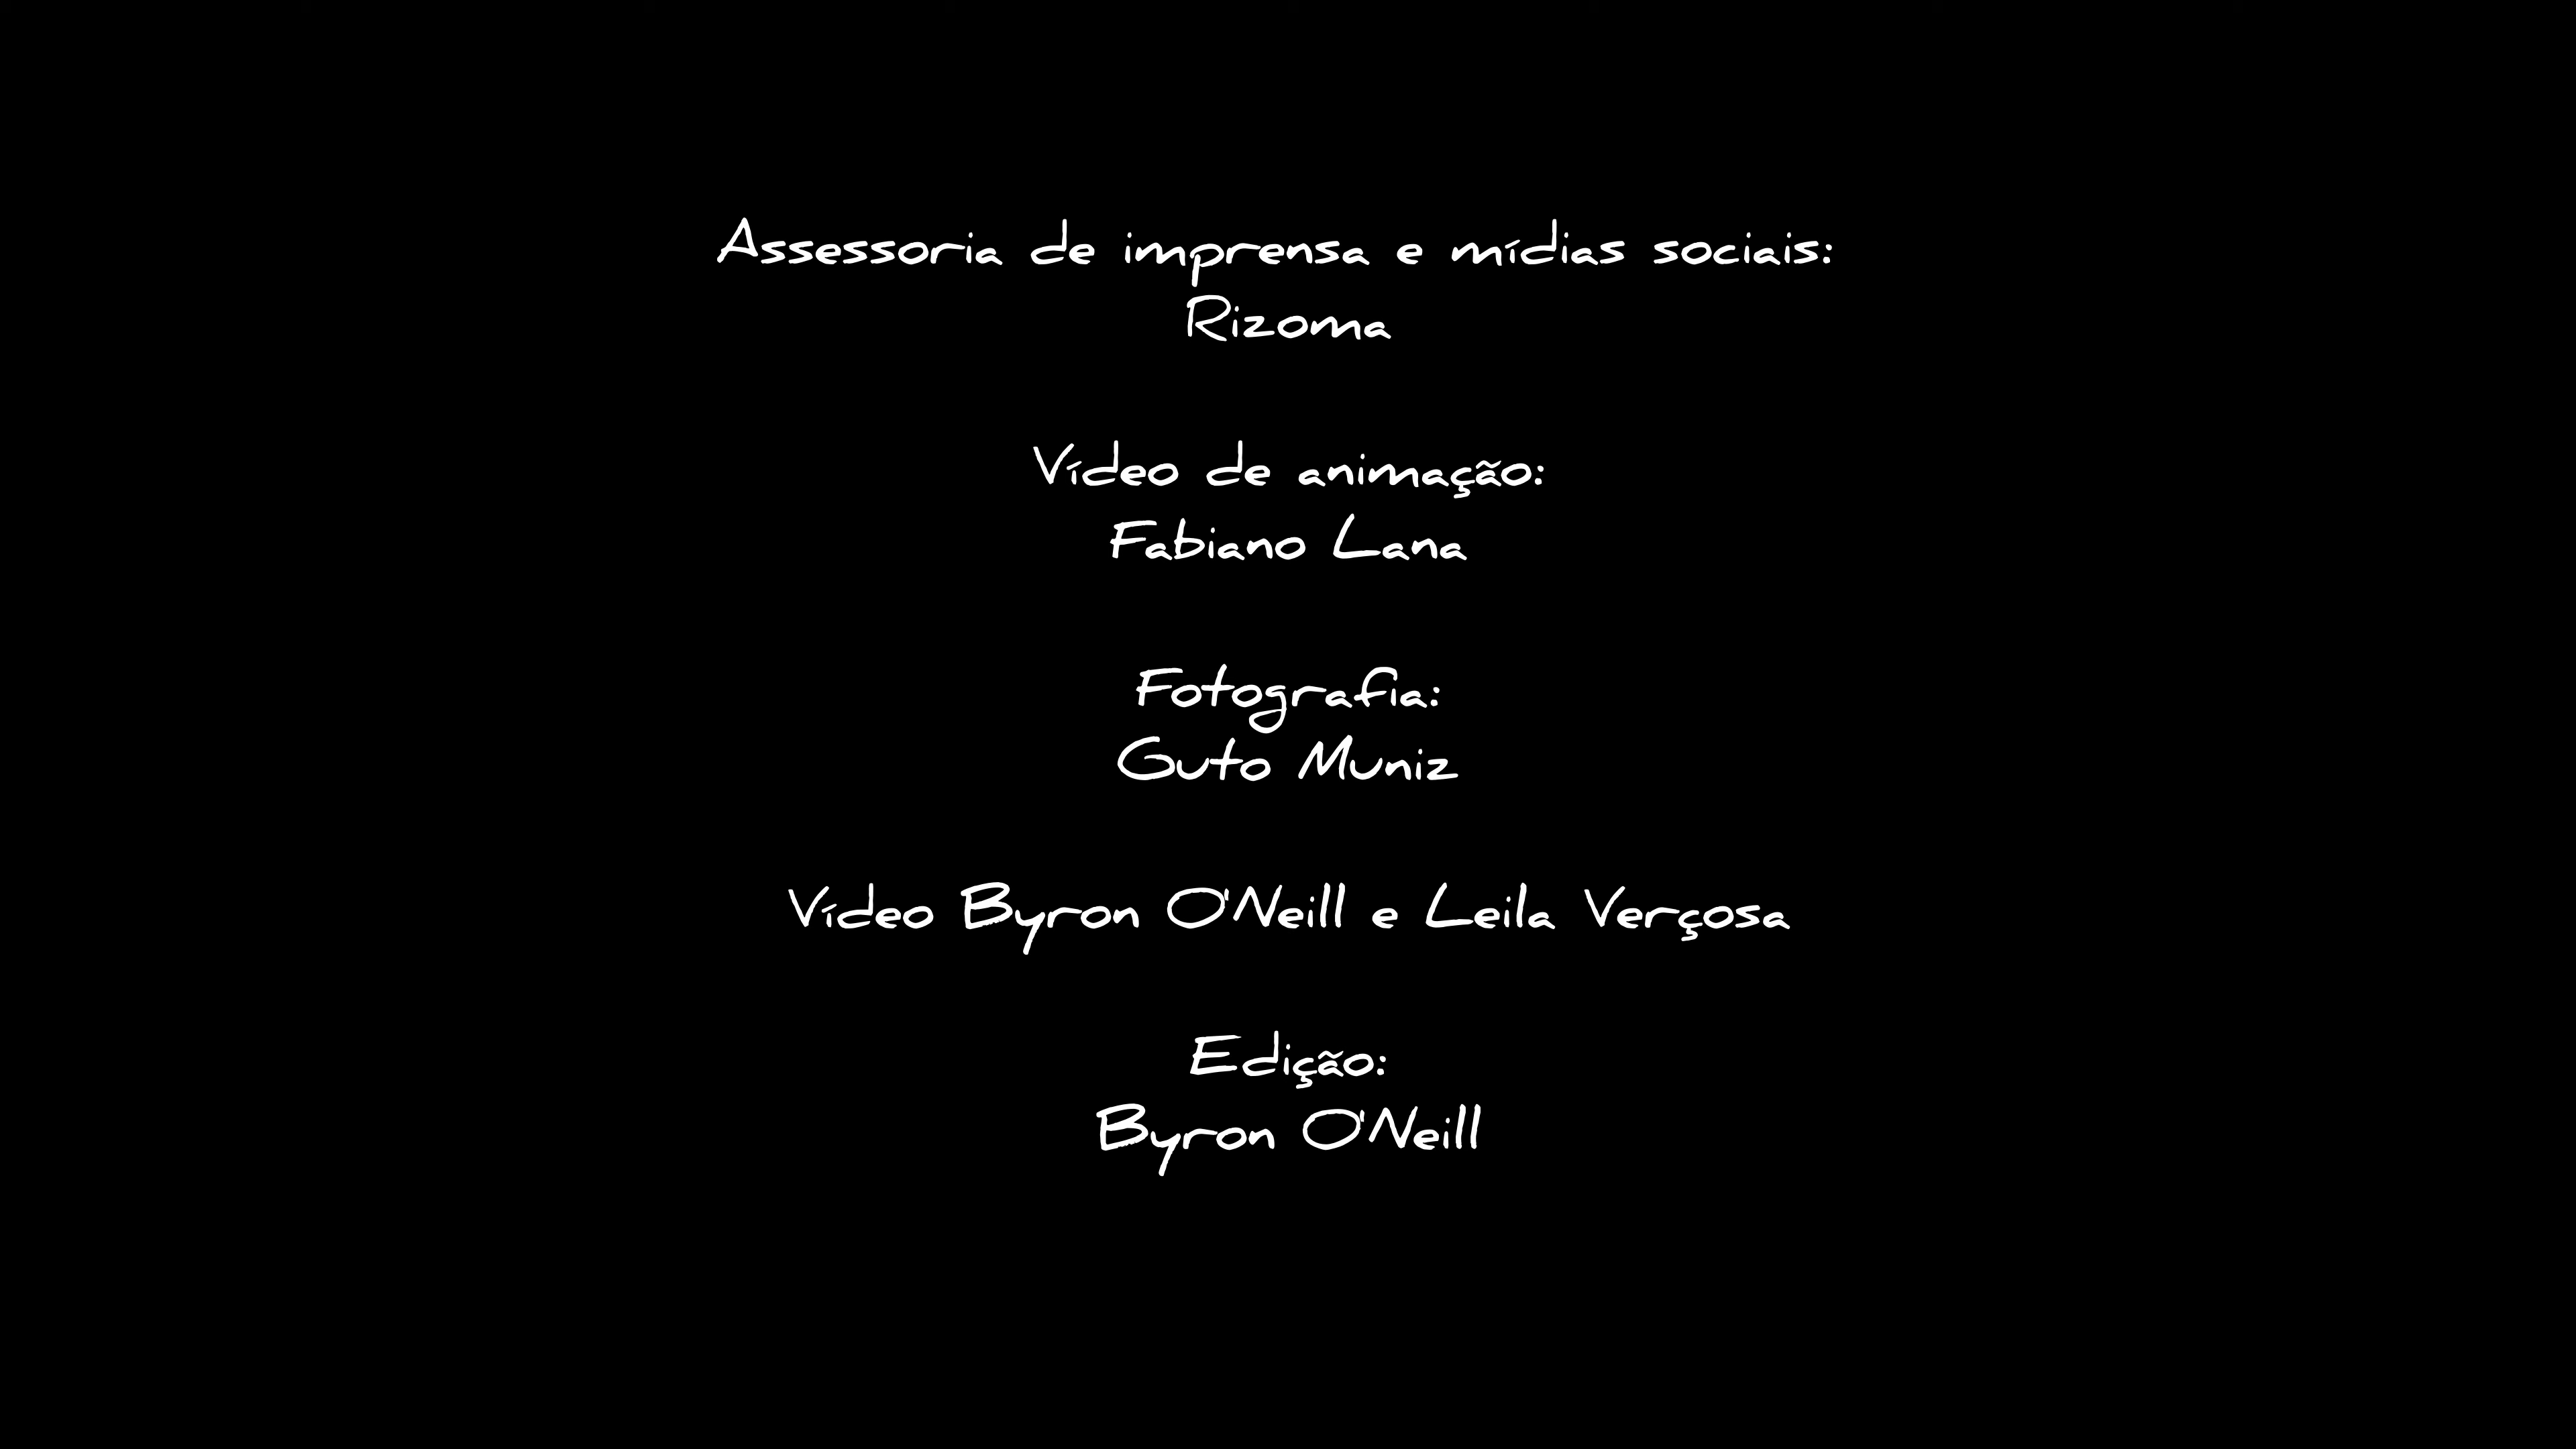 Assessoria de imprensa e mídias sociais:
Rizoma
Vídeo de animação:
Fabiano Lana
Fotografia:
Guto Muniz
Vídeo Byron O'Neill e Leila Verçosa
Edição:
Byron O'Neill